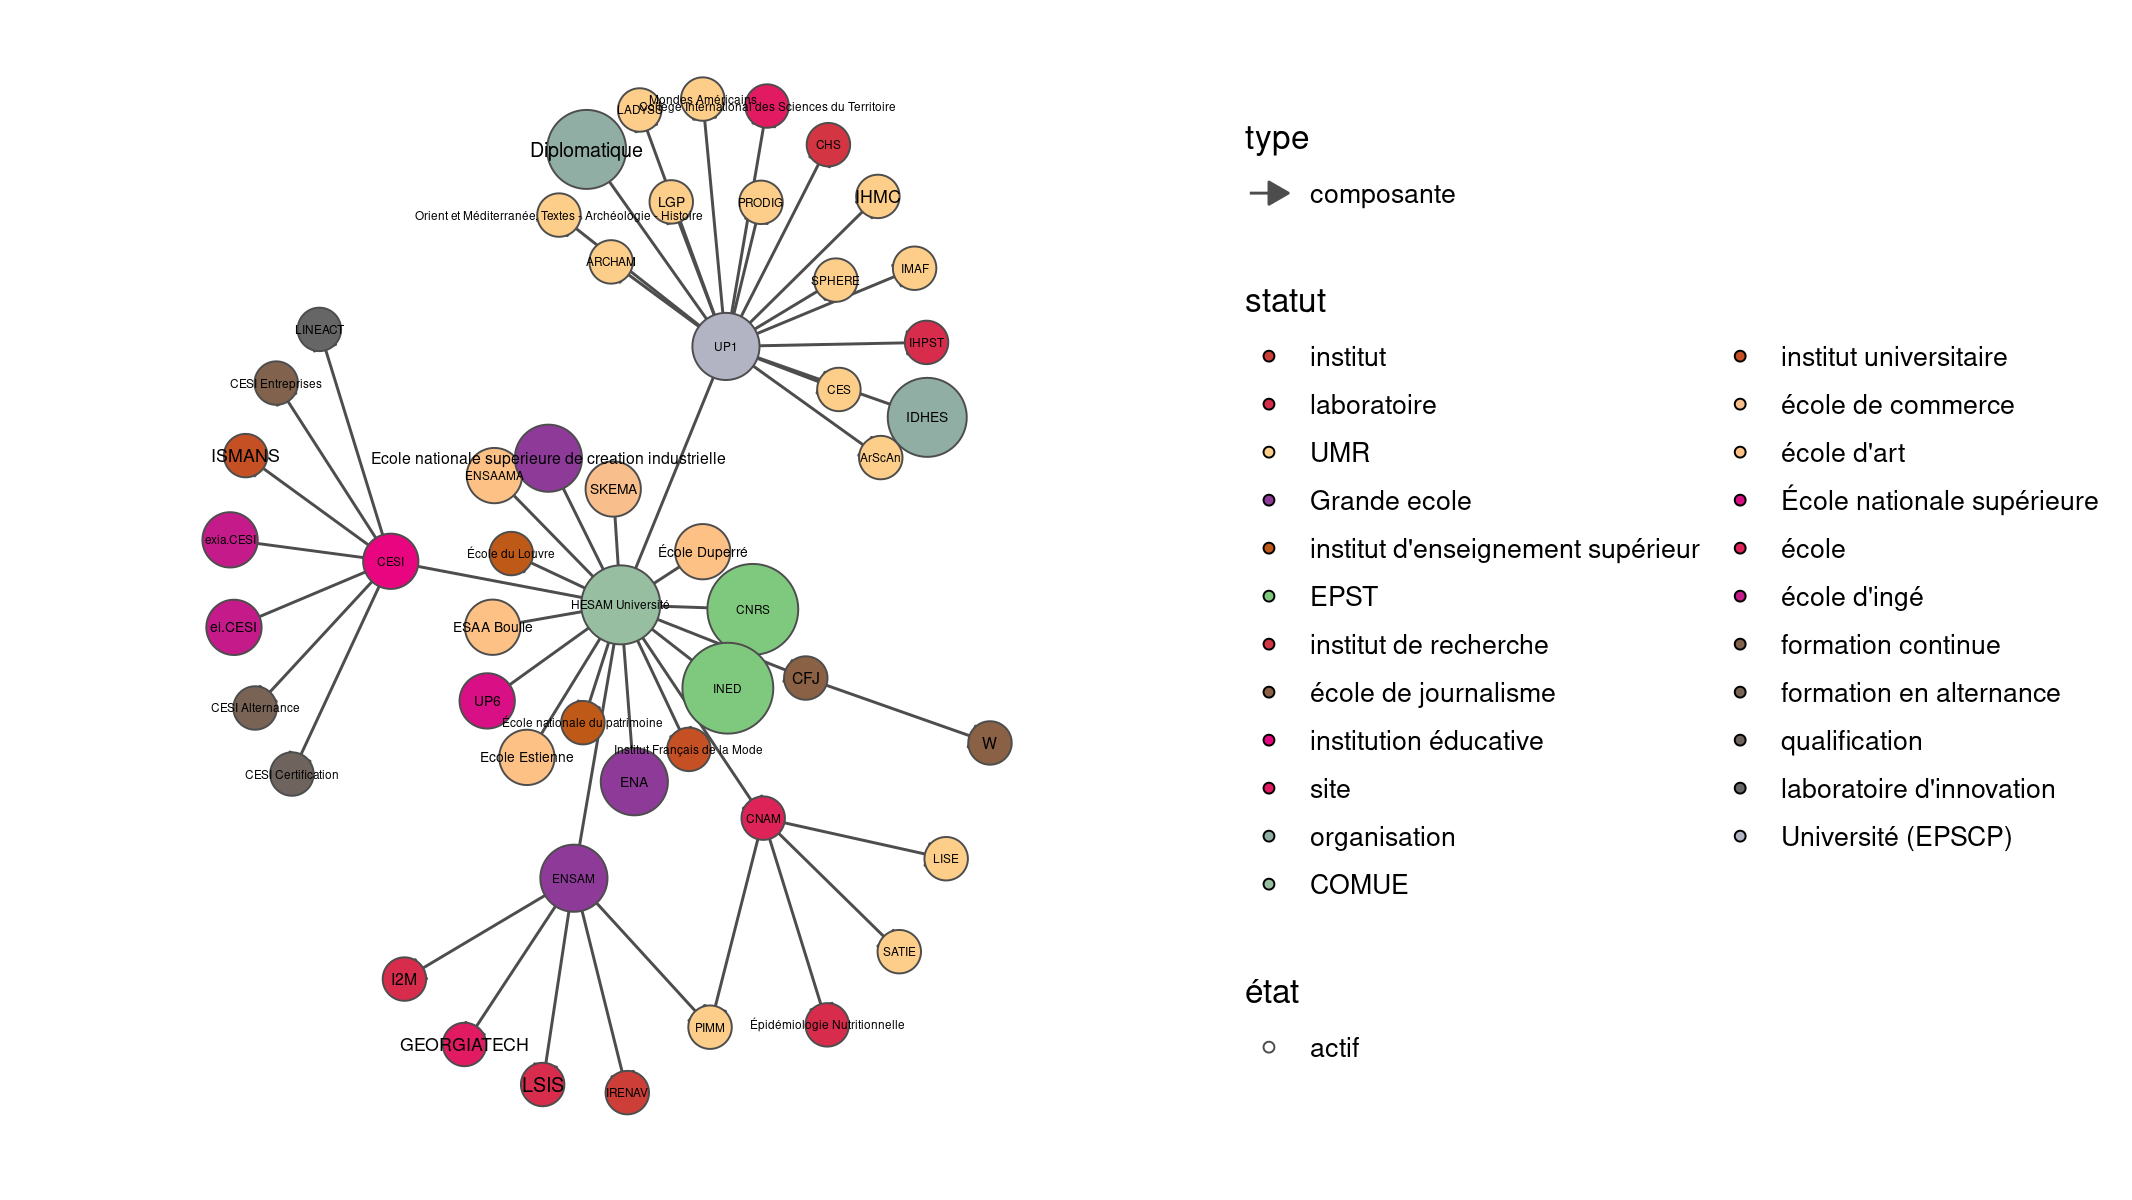 Mondes Américains
LADYSS
Collège International des Sciences du Territoire
CHS
Diplomatique
IHMC
LGP
PRODIG
Orient et Méditerranée, Textes - Archéologie - Histoire
ARCHAM
IMAF
SPHERE
LINEACT
IHPST
UP1
CESI Entreprises
CES
IDHES
ISMANS
Ecole nationale superieure de creation industrielle
ArScAn
ENSAAMA
SKEMA
exia.CESI
École du Louvre
École Duperré
CESI
HESAM Université
CNRS
ei.CESI
ESAA Boulle
CFJ
INED
UP6
CESI Alternance
École nationale du patrimoine
W
Institut Français de la Mode
Ecole Estienne
CESI Certification
ENA
CNAM
LISE
ENSAM
SATIE
I2M
Épidémiologie Nutritionnelle
PIMM
GEORGIATECH
LSIS
IRENAV
type
composante
statut
institut
laboratoire
UMR
Grande ecole
institut d'enseignement supérieur
EPST
institut de recherche
école de journalisme
institution éducative
site
organisation
COMUE
institut universitaire
école de commerce
école d'art
École nationale supérieure
école
école d'ingé
formation continue
formation en alternance
qualification
laboratoire d'innovation
Université (EPSCP)
état
actif